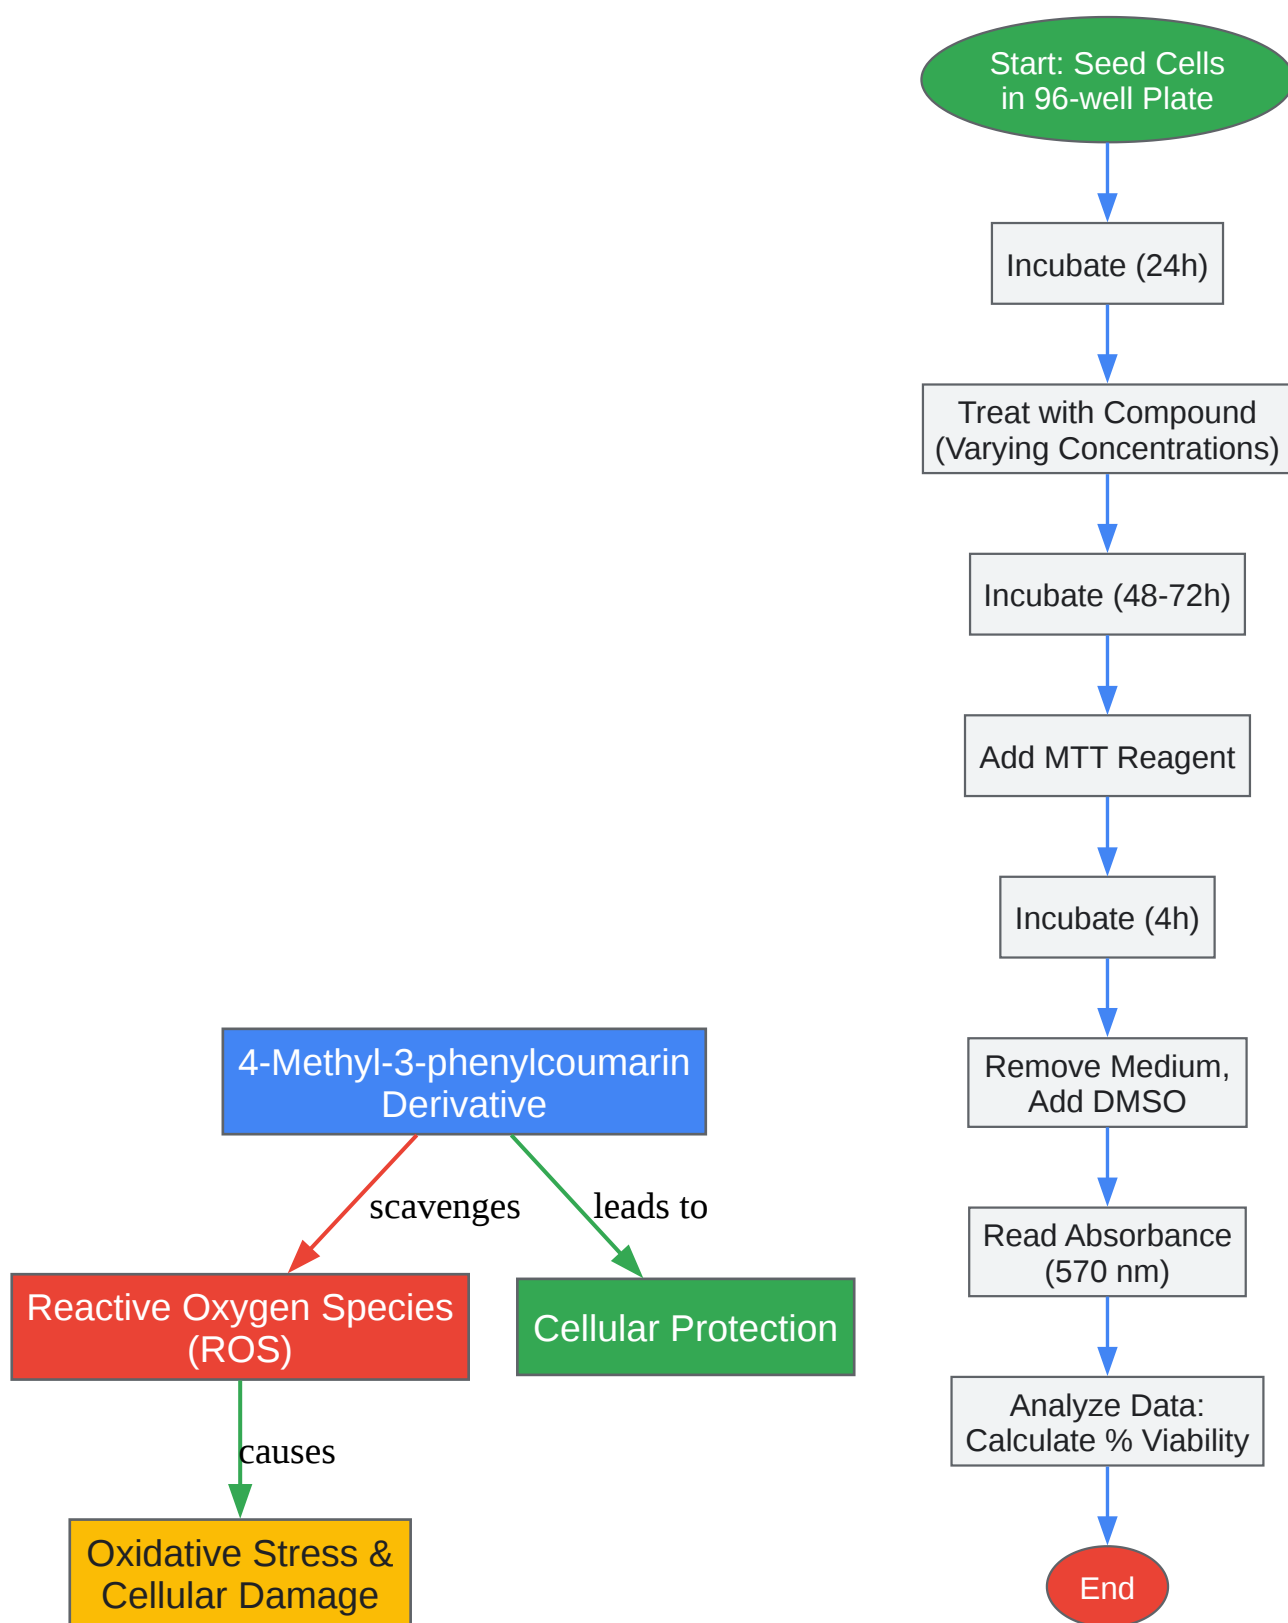 Start: Seed Cells
in 96-well Plate
Incubate (24h)
Treat with Compound
(Varying Concentrations)
Incubate (48-72h)
Add MTT Reagent
Incubate (4h)
Remove Medium,
Add DMSO
Read Absorbance
(570 nm)
Analyze Data:
Calculate % Viability
End
4-Methyl-3-phenylcoumarin
Derivative
scavenges
leads to
Reactive Oxygen Species
(ROS)
Cellular Protection
causes
Oxidative Stress &
Cellular Damage